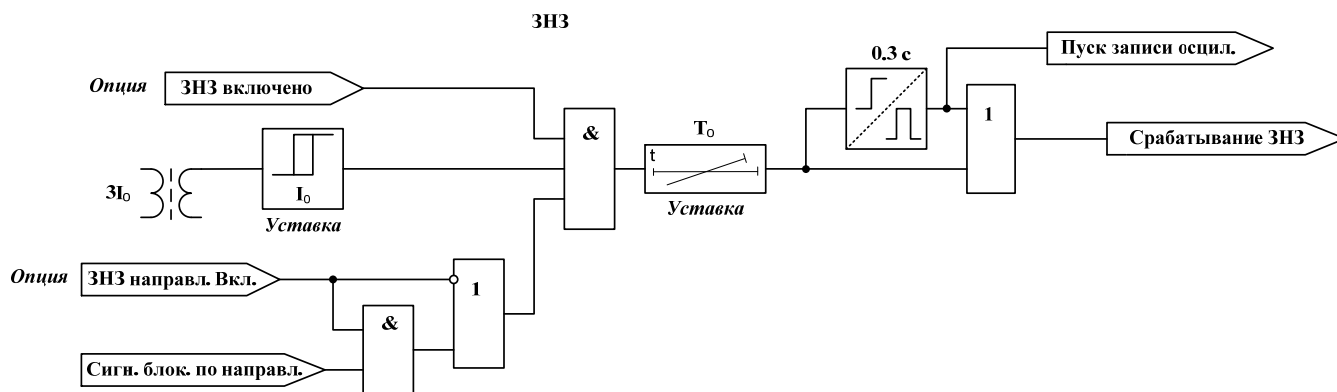 ЗНЗ
Опция
ЗНЗ включено
3I₀
I₀
Уставка
&
t
T₀
Уставка
0.3 с
1
Пуск записи осцил.
Срабатывание ЗНЗ
Опция
ЗНЗ направл. Вкл.
1
&
Сигн. блок. по направл.